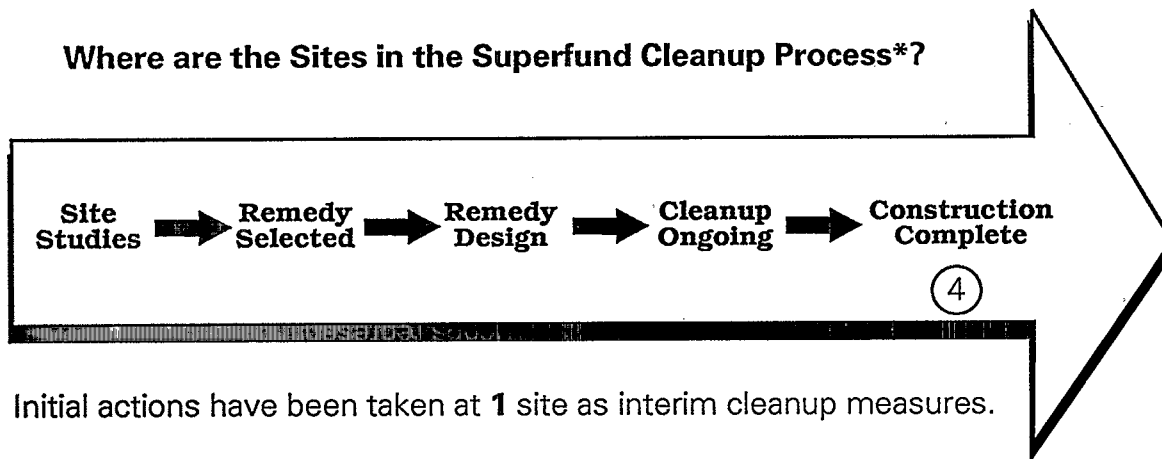 Where are the Sites in the Superfund Cleanup Process*?
Site Studies
Remedy Selected
Remedy Design
Cleanup Ongoing
Construction Complete
4
Initial actions have been taken at 1 site as interim cleanup measures.